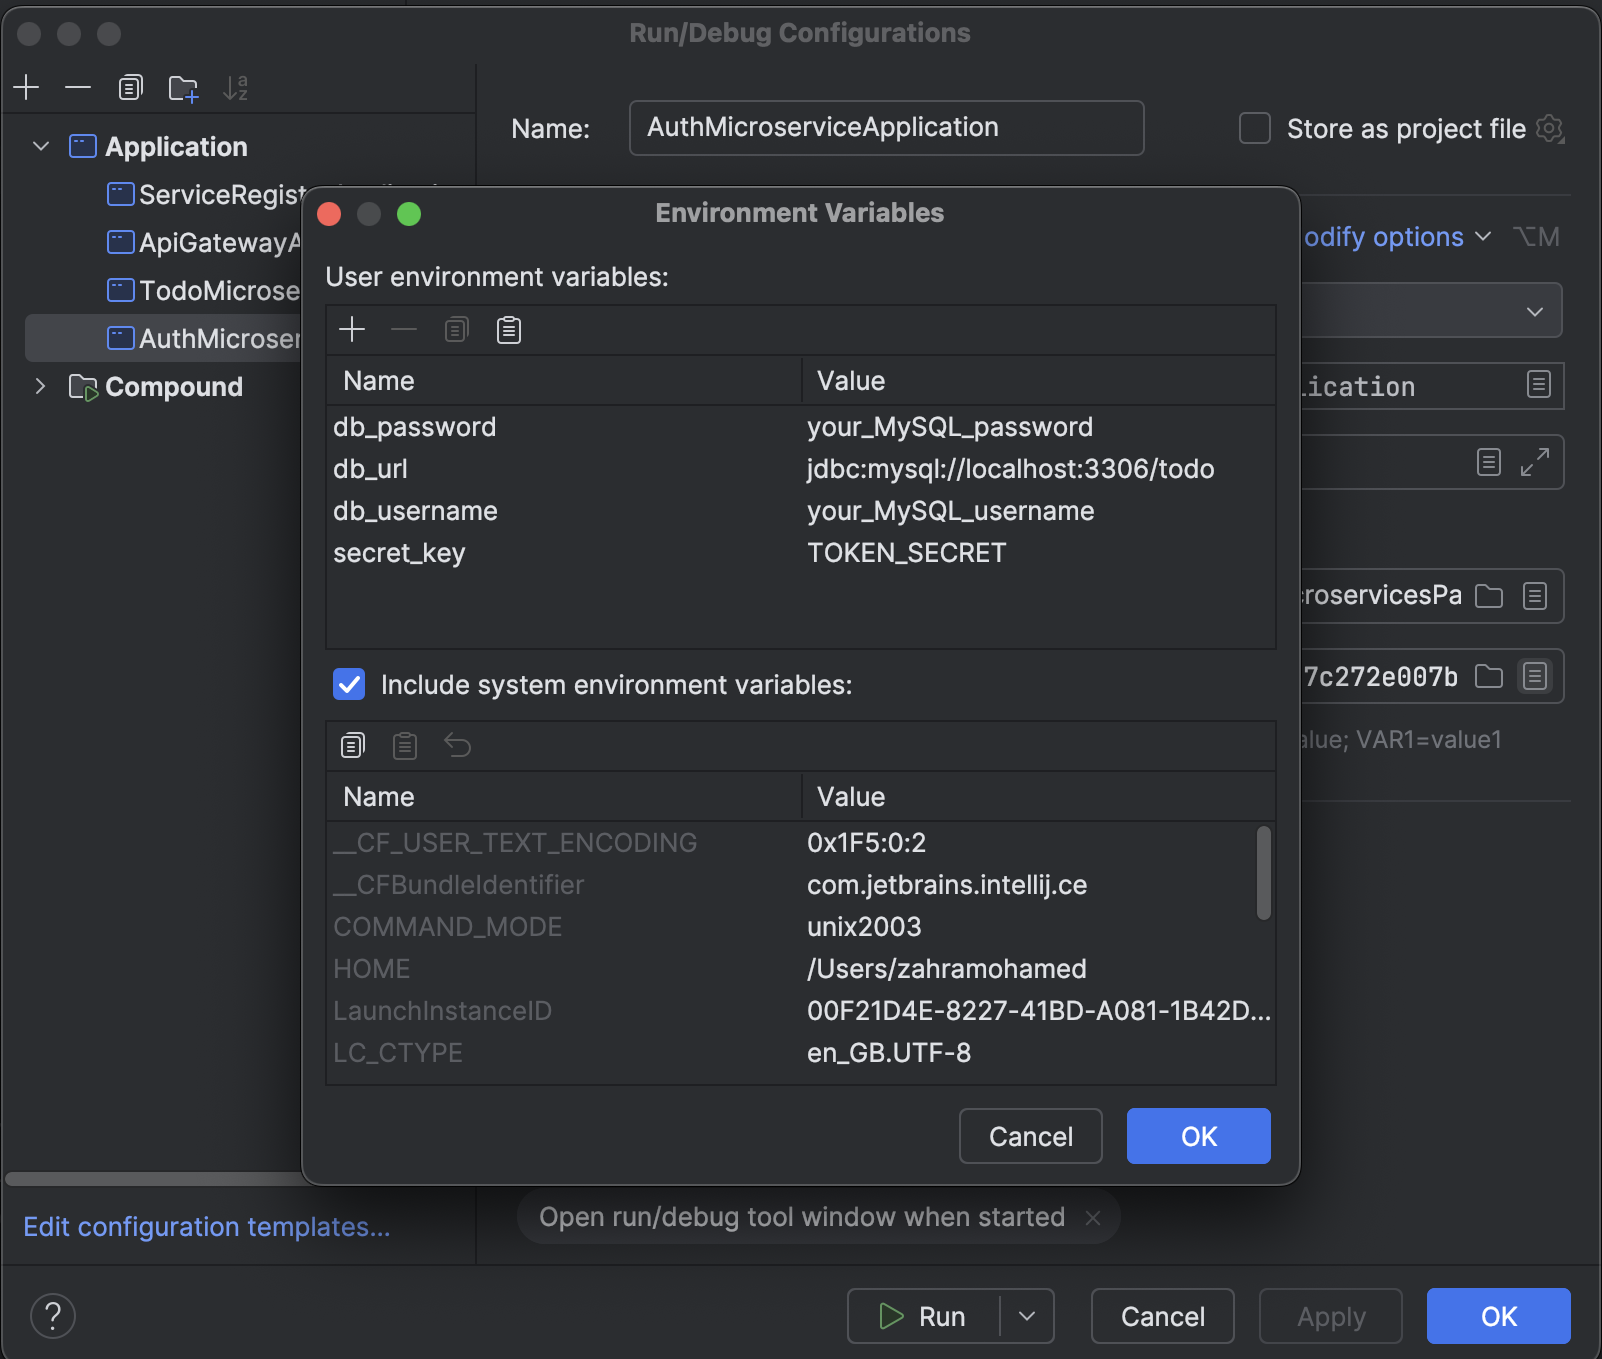 Run/Debug Configurations
Name: AuthMicroserviceApplication Store as project file
Application
ServiceRegist
ApiGatewayA
TodoMicrose
AuthMicroser
Compound
odify options ⌥M
lication
croservicesPa
7c272e007b
alue; VAR1=value1
Environment Variables
User environment variables:
Name Value
db_password your_MySQL_password
db_url jdbc:mysql://localhost:3306/todo
db_username your_MySQL_username
secret_key TOKEN_SECRET
Include system environment variables:
Name Value
__CF_USER_TEXT_ENCODING 0x1F5:0:2
__CFBundleIdentifier com.jetbrains.intellij.ce
COMMAND_MODE unix2003
HOME /Users/zahramohamed
LaunchInstanceID 00F21D4E-8227-41BD-A081-1B42D...
LC_CTYPE en_GB.UTF-8
Cancel OK
Open run/debug tool window when started ×
Edit configuration templates...
? Run Cancel Apply OK